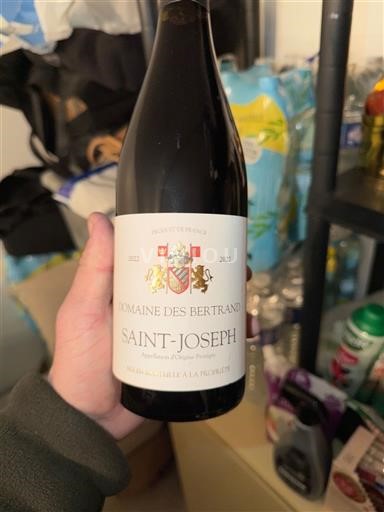 PRODUIT DE FRANCE
2022 2022
DOMAINE DES BERTRAND
SAINT-JOSEPH
Appellation d'Origine Protégée
MIS EN BOUTEILLE À LA PROPRIÉTÉ